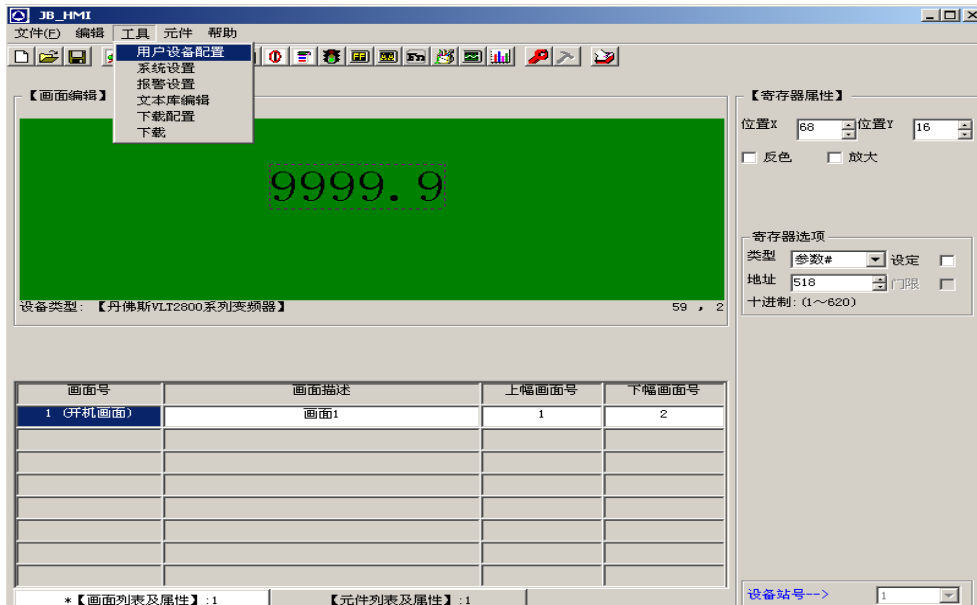 JB_HMI
文件(F) 编辑 工具 元件 帮助
用户设备配置
系统设置
报警设置
文本库编辑
下载配置
下载
【画面编辑】
9999.9
设备类型: 【丹佛斯VLT2800系列变频器】
59 , 2
【寄存器属性】
位置X 68 位置Y 16
反色 放大
寄存器选项
类型 参数# 设定
地址 518 门限
十进制: (1～620)
画面号 画面描述 上幅画面号 下幅画面号
1 (开机画面) 画面1 1 2
*【画面列表及属性】:1 【元件列表及属性】:1
设备站号--> 1